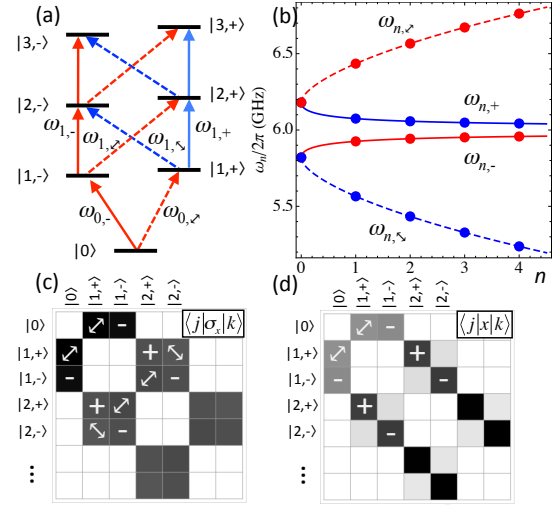 (a)
|3,-⟩
|3,+⟩
|2,-⟩
|2,+⟩
ω₁,₋
ω₁,⤢
ω₁,⤡
ω₁,₊
|1,-⟩
|1,+⟩
ω₀,₋
ω₀,⤢
|0⟩
(b)
ωₙ/2π (GHz)
6.5
6.0
5.5
ωₙ,⤢
ωₙ,₊
ωₙ,₋
ωₙ,⤡
0 1 2 3 4 n
(c)
|0⟩ |1,+⟩ |1,-⟩ |2,+⟩ |2,-⟩
⟨j|σₓ|k⟩
|0⟩ ⤢ -
|1,+⟩ ⤢ + ⤡
|1,-⟩ - ⤢ -
|2,+⟩ + ⤢
|2,-⟩ ⤡ -
⋮
(d)
|0⟩ |1,+⟩ |1,-⟩ |2,+⟩ |2,-⟩
⟨j|x|k⟩
|0⟩ ⤢ -
|1,+⟩ ⤢ +
|1,-⟩ - -
|2,+⟩ +
|2,-⟩ -
⋮